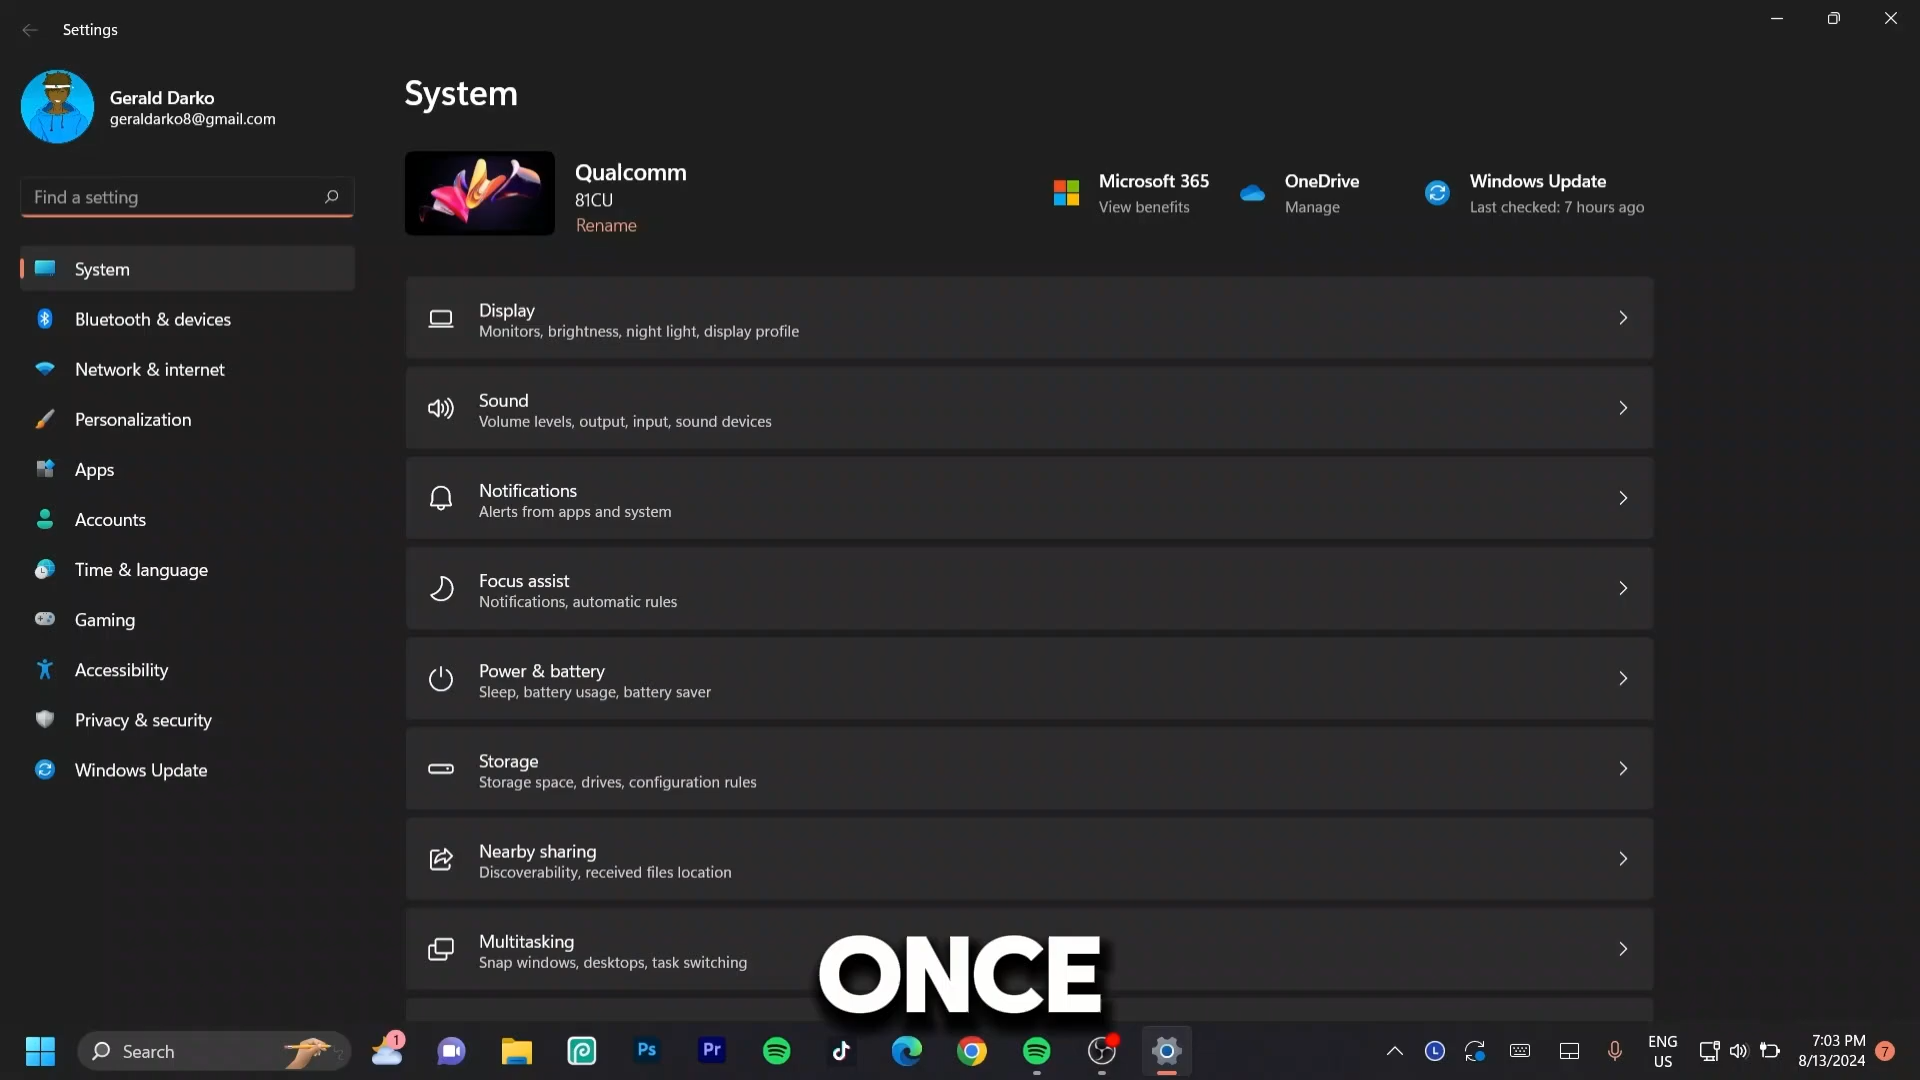 Settings
Gerald Darko
geraldarko8@gmail.com
Find a setting
System
Bluetooth & devices
Network & internet
Personalization
Apps
Accounts
Time & language
Gaming
Accessibility
Privacy & security
Windows Update
System
Qualcomm
81CU
Rename
Microsoft 365
View benefits
OneDrive
Manage
Windows Update
Last checked: 7 hours ago
Display
Monitors, brightness, night light, display profile
Sound
Volume levels, output, input, sound devices
Notifications
Alerts from apps and system
Focus assist
Notifications, automatic rules
Power & battery
Sleep, battery usage, battery saver
Storage
Storage space, drives, configuration rules
Nearby sharing
Discoverability, received files location
Multitasking
Snap windows, desktops, task switching
ONCE
Search
1
Ps
Pr
L
ENG
US
7:03 PM
8/13/2024
7